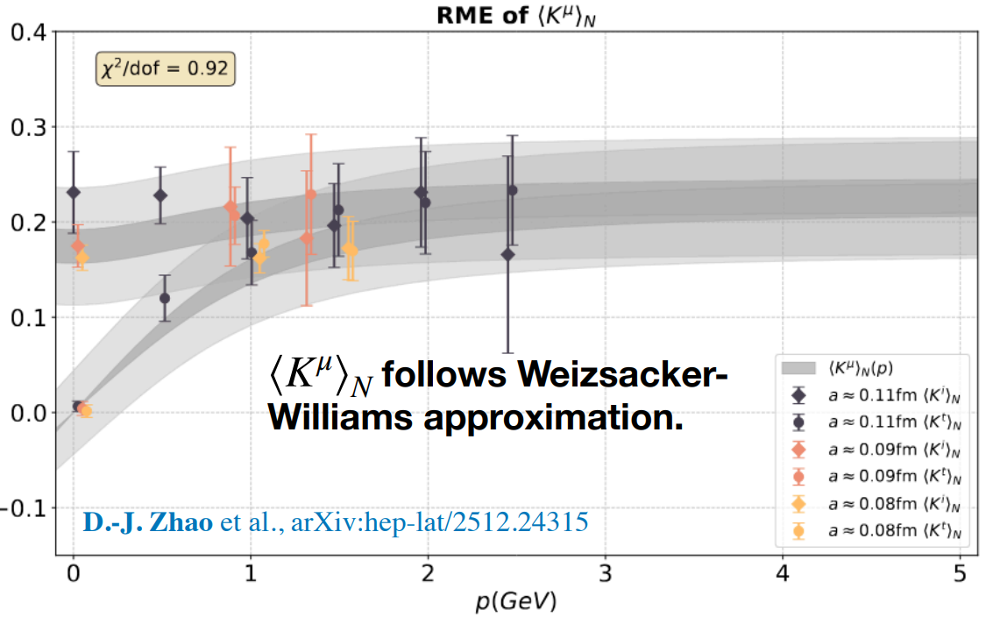 RME of ⟨K^μ⟩_N
0.4
0.3
0.2
0.1
0.0
−0.1
χ²/dof = 0.92
⟨K^μ⟩_N follows Weizsacker-
Williams approximation.
D.-J. Zhao et al., arXiv:hep-lat/2512.24315
⟨K^μ⟩_N(p)
a ≈ 0.11fm ⟨K^i⟩_N
a ≈ 0.11fm ⟨K^t⟩_N
a ≈ 0.09fm ⟨K^i⟩_N
a ≈ 0.09fm ⟨K^t⟩_N
a ≈ 0.08fm ⟨K^i⟩_N
a ≈ 0.08fm ⟨K^t⟩_N
0 1 2 3 4 5
p(GeV)